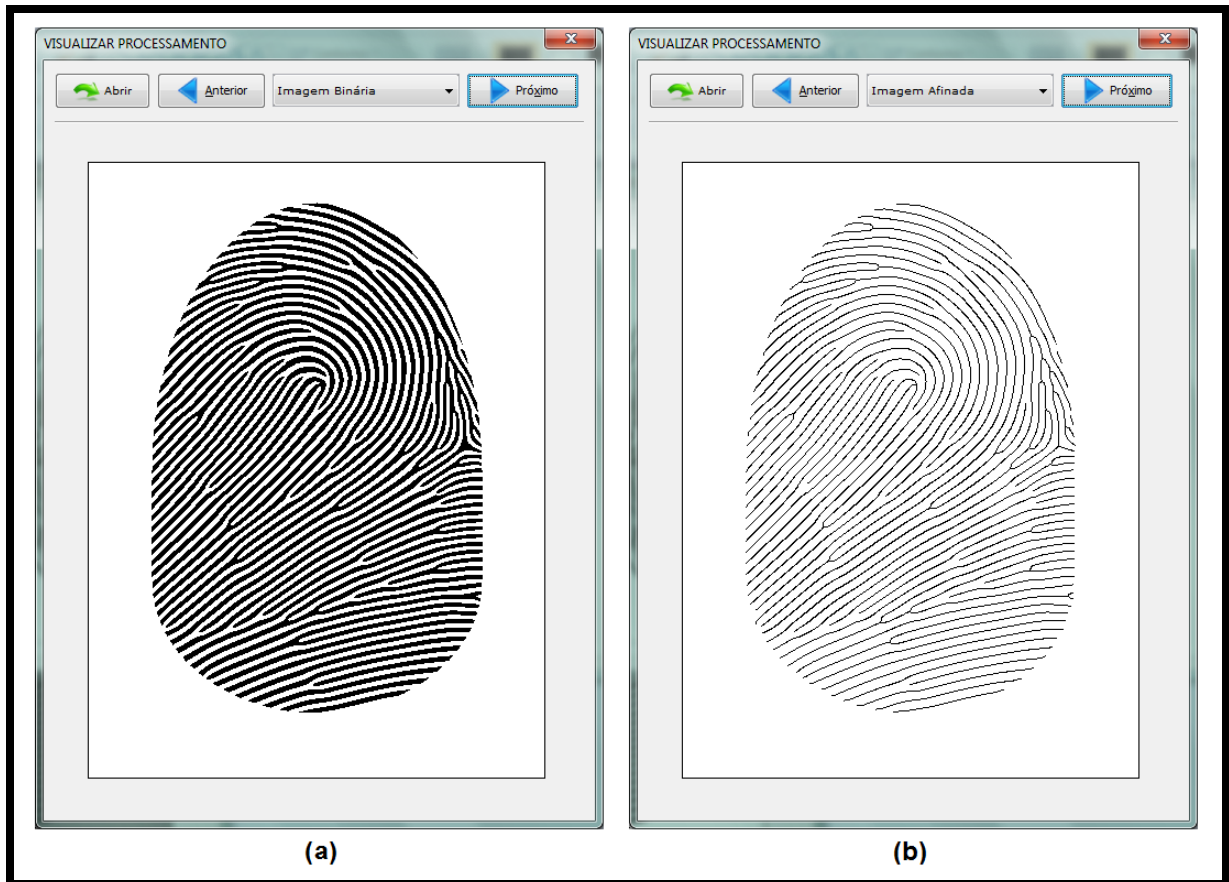 VISUALIZAR PROCESSAMENTO
Abrir Anterior Imagem Binária Próximo
(a)
VISUALIZAR PROCESSAMENTO
Abrir Anterior Imagem Afinada Próximo
(b)